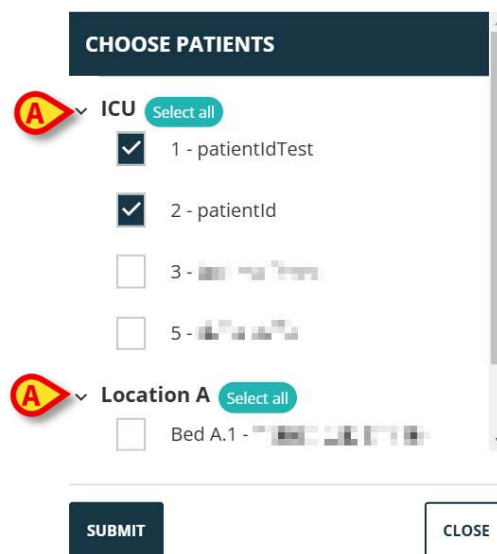 CHOOSE PATIENTS
A ICU Select all
1 - patientIdTest
2 - patientId
3 -
5 -
A Location A Select all
Bed A.1 -
SUBMIT CLOSE